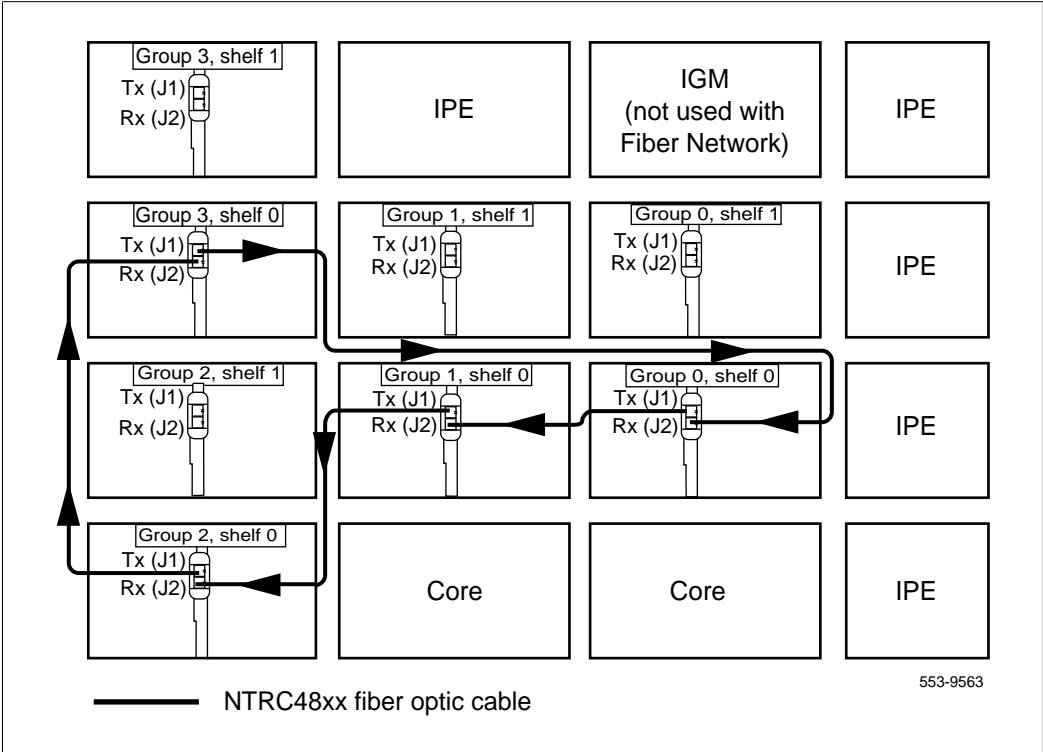 Group 3, shelf 1
Tx (J1)
Rx (J2)
IPE
IGM
(not used with
Fiber Network)
IPE
Group 3, shelf 0
Tx (J1)
Rx (J2)
Group 1, shelf 1
Tx (J1)
Rx (J2)
Group 0, shelf 1
Tx (J1)
Rx (J2)
IPE
Group 2, shelf 1
Tx (J1)
Rx (J2)
Group 1, shelf 0
Tx (J1)
Rx (J2)
Group 0, shelf 0
Tx (J1)
Rx (J2)
IPE
Group 2, shelf 0
Tx (J1)
Rx (J2)
Core
Core
IPE
553-9563
NTRC48xx fiber optic cable